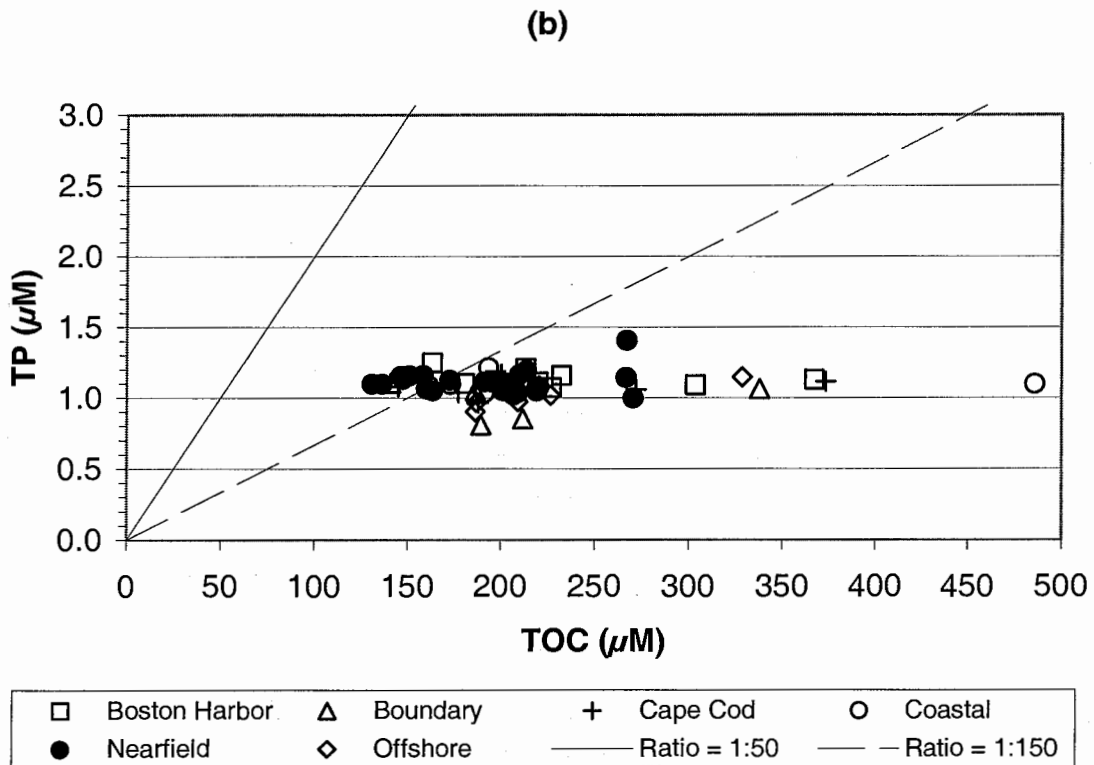 (b)
3.0
2.5
2.0
1.5
1.0
0.5
0.0
TP (µM)
0 50 100 150 200 250 300 350 400 450 500
TOC (µM)
Boston Harbor Boundary Cape Cod Coastal
Nearfield Offshore Ratio = 1:50 Ratio = 1:150